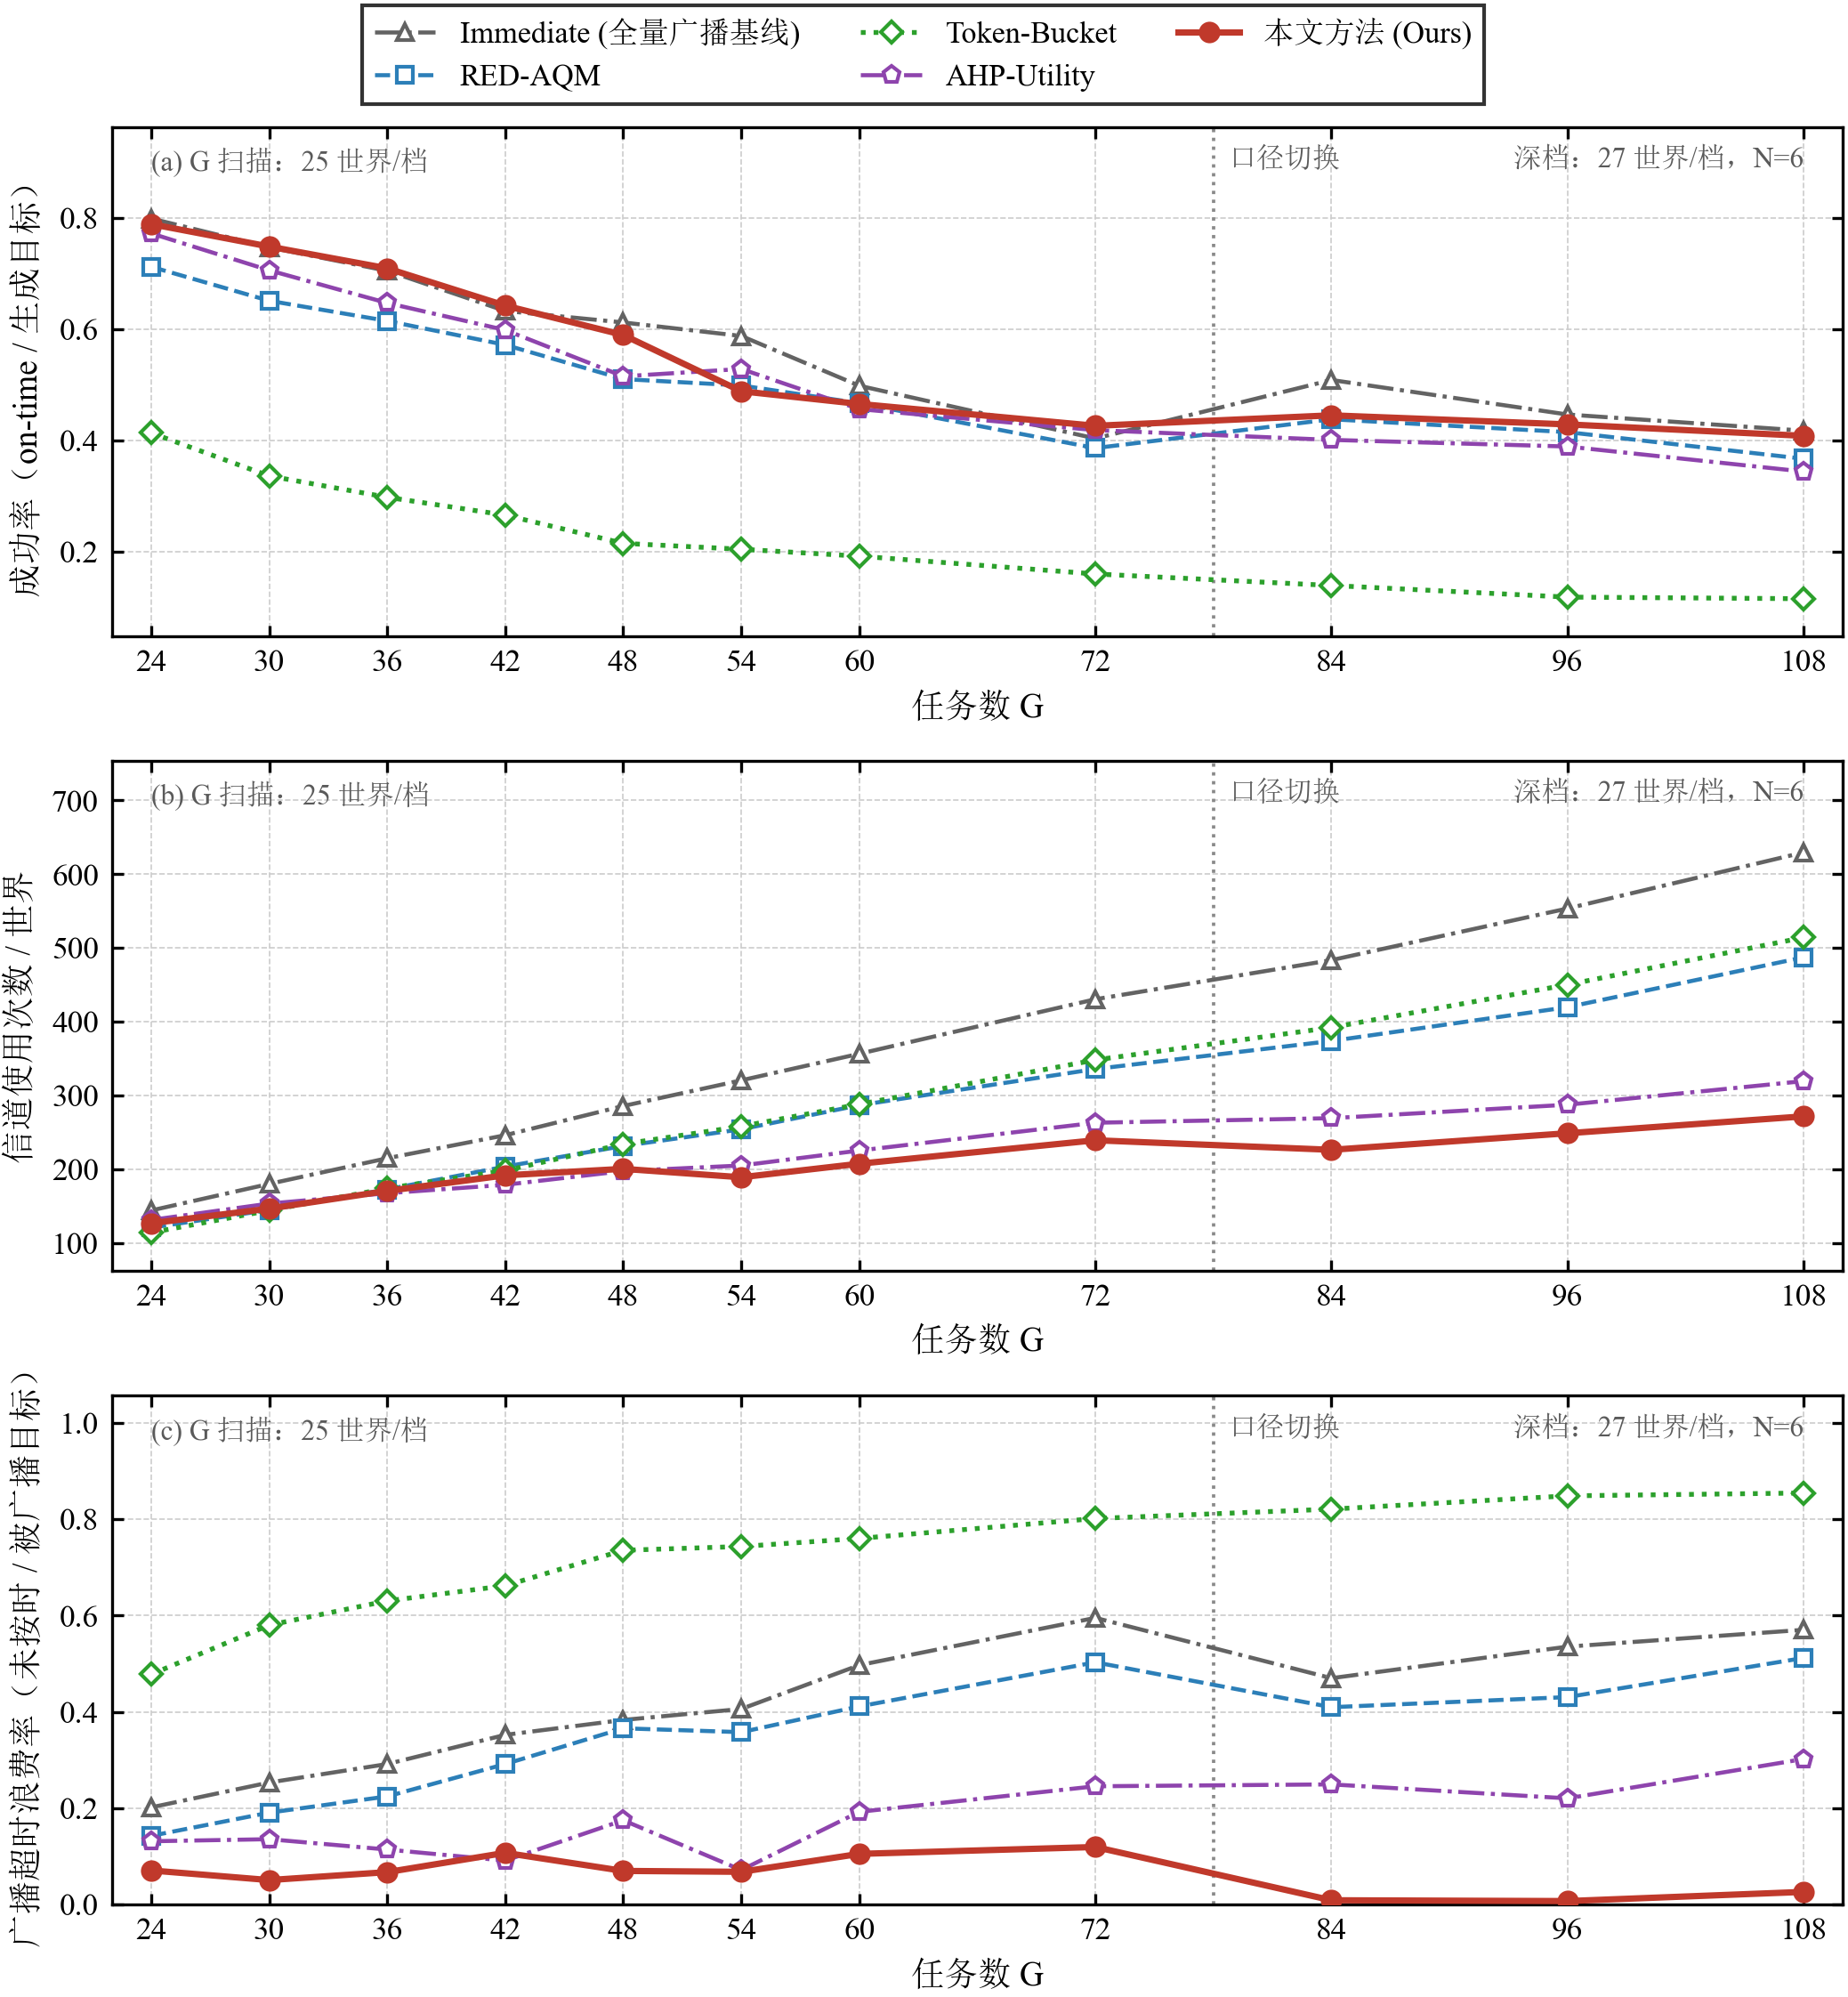 Immediate (全量广播基线)
RED-AQM
Token-Bucket
AHP-Utility
本文方法 (Ours)
(a) G 扫描：25 世界/档
口径切换
深档：27 世界/档，N=6
成功率（on-time / 生成目标）
0.8
0.6
0.4
0.2
24 30 36 42 48 54 60 72 84 96 108
任务数 G
(b) G 扫描：25 世界/档
口径切换
深档：27 世界/档，N=6
信道使用次数 / 世界
700
600
500
400
300
200
100
24 30 36 42 48 54 60 72 84 96 108
任务数 G
(c) G 扫描：25 世界/档
口径切换
深档：27 世界/档，N=6
广播超时浪费率（未按时 / 被广播目标）
1.0
0.8
0.6
0.4
0.2
0.0
24 30 36 42 48 54 60 72 84 96 108
任务数 G